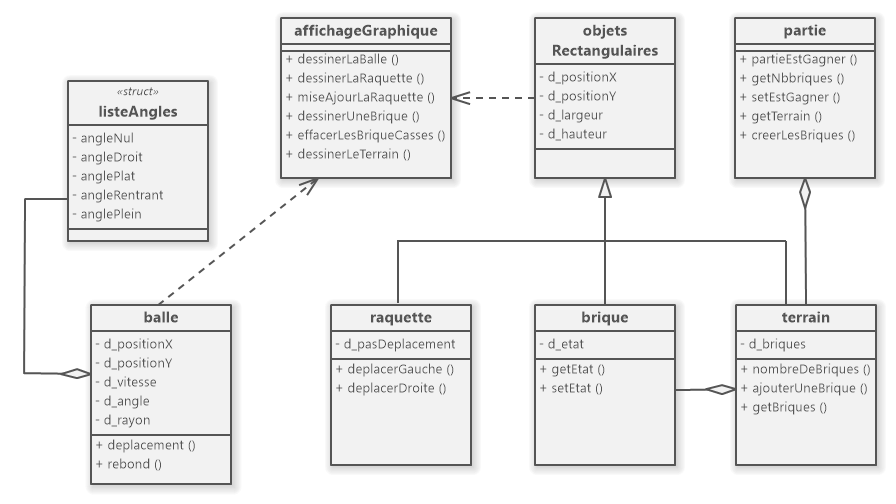 affichageGraphique
+ dessinerLaBalle ()
+ dessinerLaRaquette ()
+ miseAjourLaRaquette ()
+ dessinerUneBrique ()
+ effacerLesBriqueCasses ()
+ dessinerLeTerrain ()
objets
Rectangulaires
- d_positionX
- d_positionY
- d_largeur
- d_hauteur
partie
+ partieEstGagner ()
+ getNbbriques ()
+ setEstGagner ()
+ getTerrain ()
+ creerLesBriques ()
«struct»
listeAngles
- angleNul
- angleDroit
- anglePlat
- angleRentrant
- anglePlein
balle
- d_positionX
- d_positionY
- d_vitesse
- d_angle
- d_rayon
+ deplacement ()
+ rebond ()
raquette
- d_pasDeplacement
+ deplacerGauche ()
+ deplacerDroite ()
brique
- d_etat
+ getEtat ()
+ setEtat ()
terrain
- d_briques
+ nombreDeBriques ()
+ ajouterUneBrique ()
+ getBriques ()